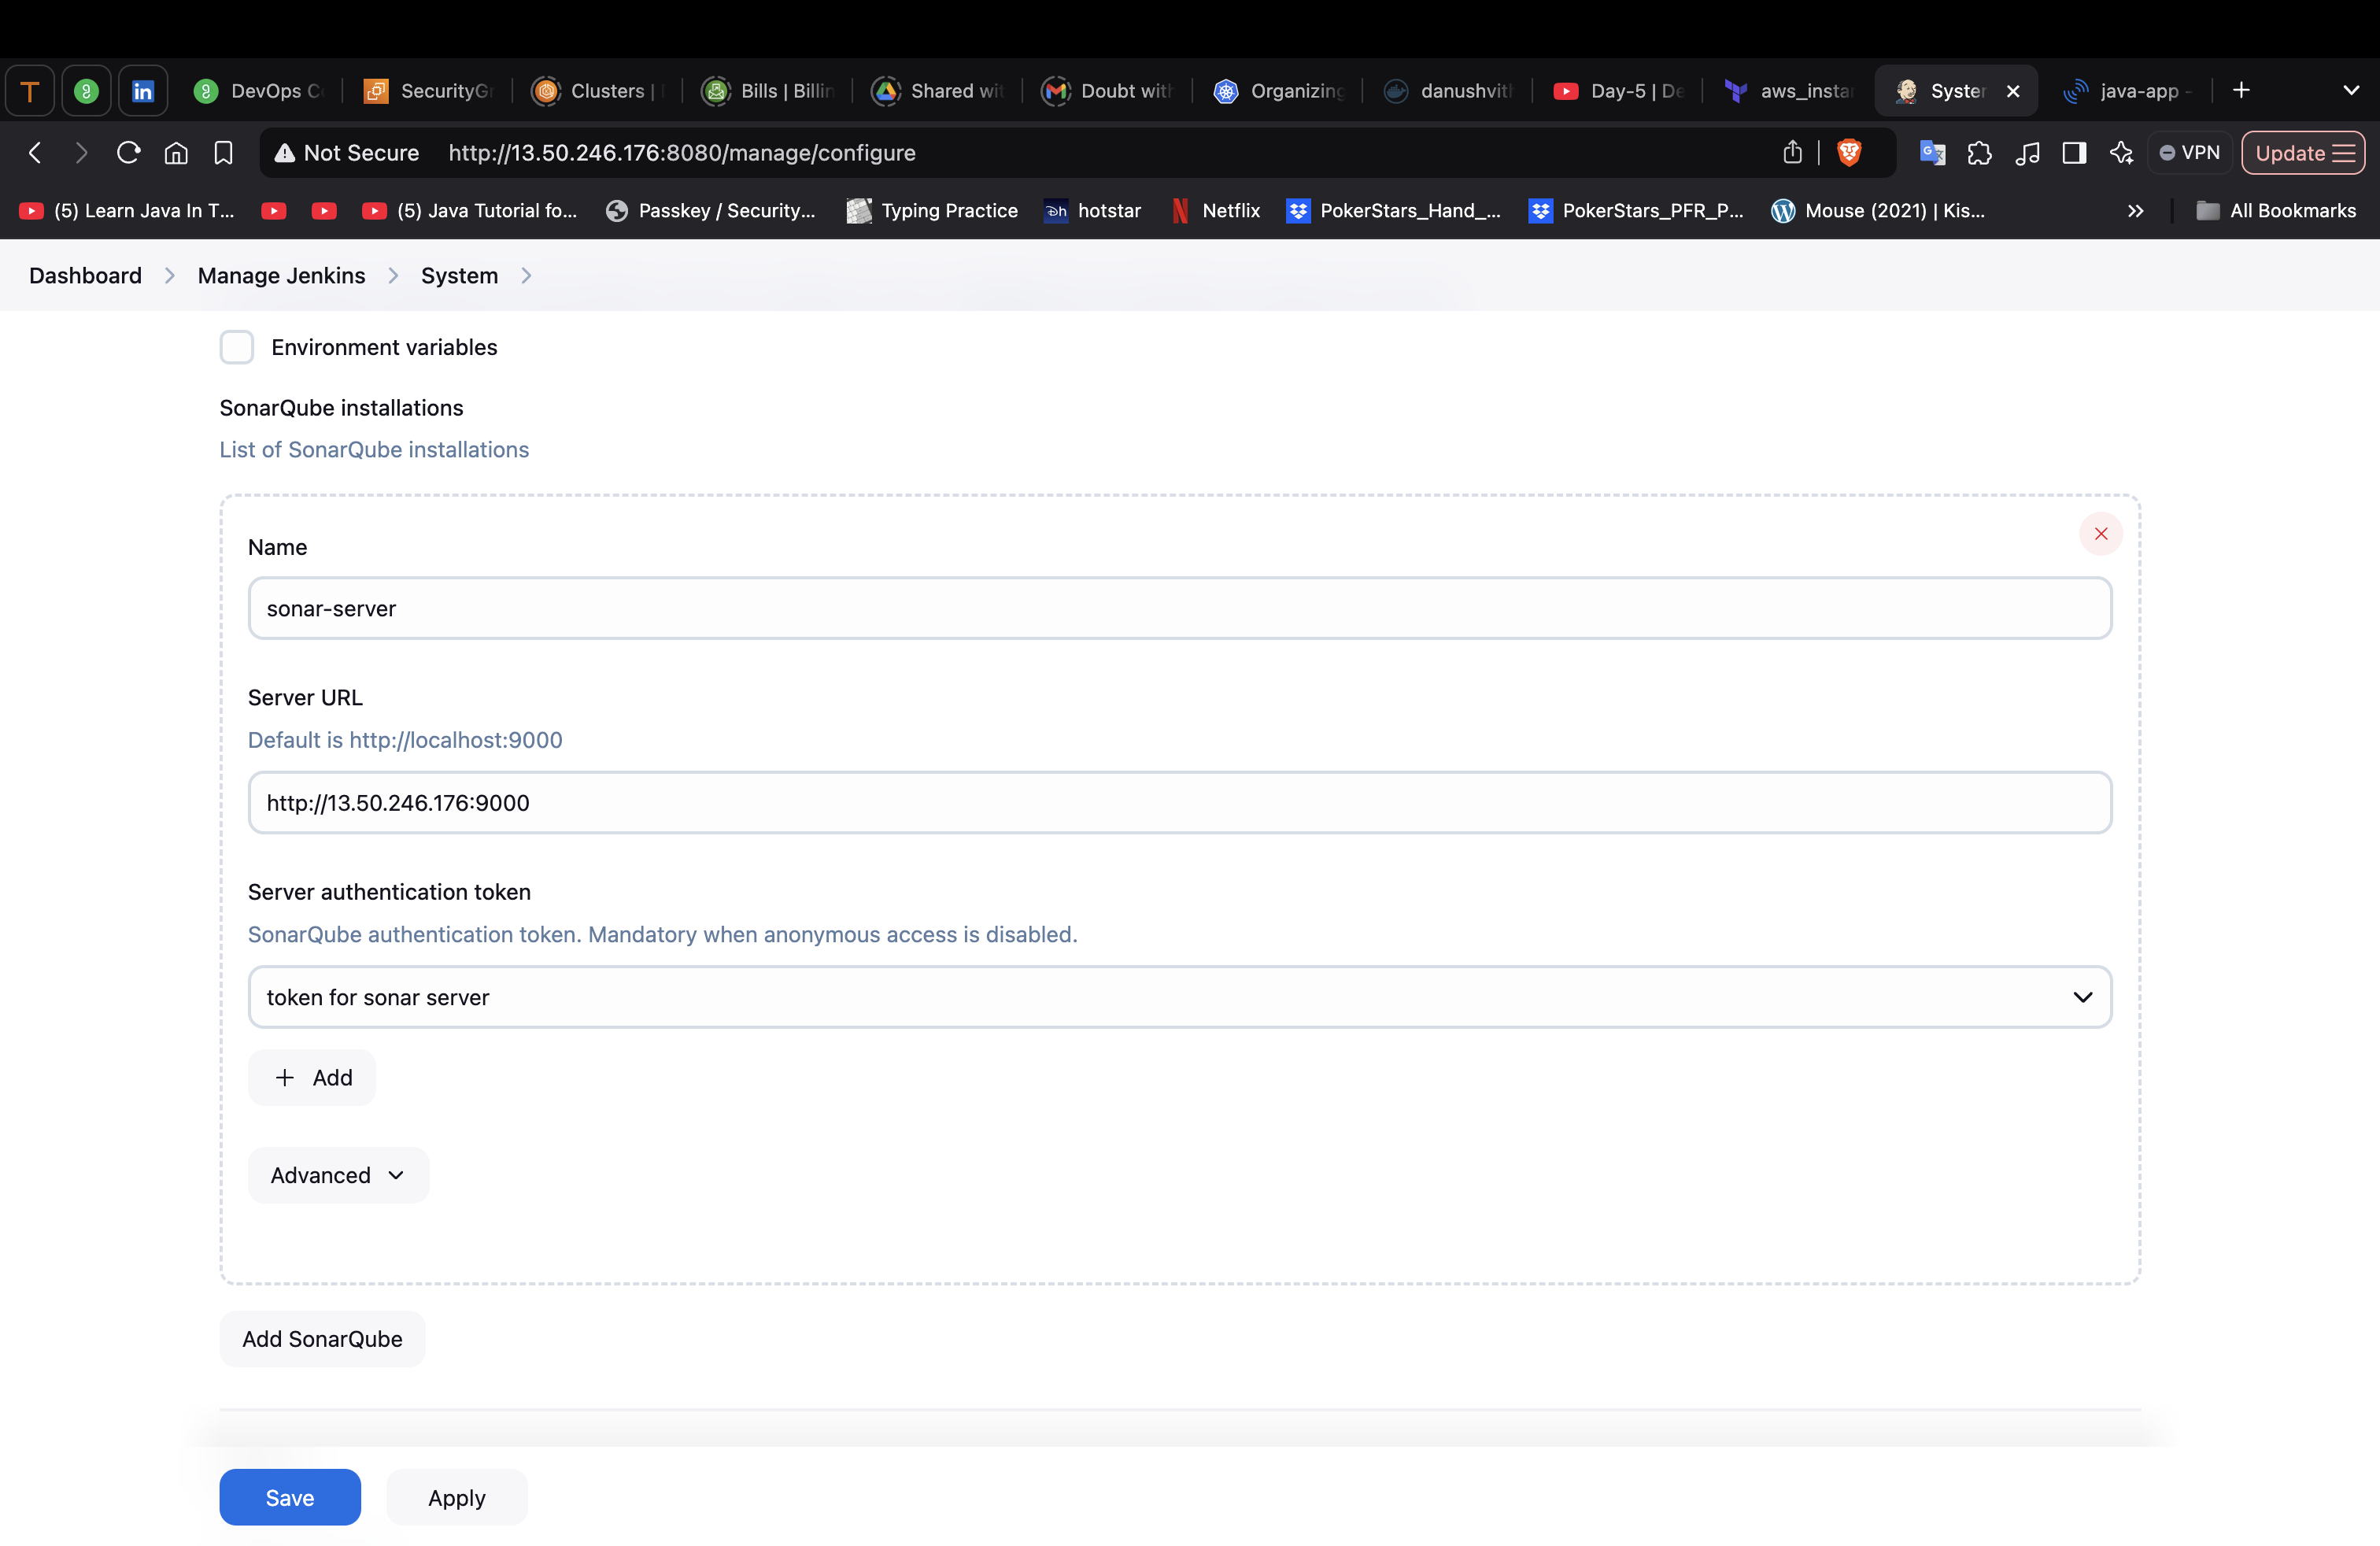 T
DevOps C
SecurityGr
Clusters |
Bills | Billin
Shared wit
Doubt with
Organizing
danushvith
Day-5 | De
aws_instan
System
java-app -
Not Secure
http://13.50.246.176:8080/manage/configure
VPN
Update
(5) Learn Java In T...
(5) Java Tutorial fo...
Passkey / Security...
Typing Practice
hotstar
Netflix
PokerStars_Hand_...
PokerStars_PFR_P...
Mouse (2021) | Kis...
All Bookmarks
Dashboard
Manage Jenkins
System
Environment variables
SonarQube installations
List of SonarQube installations
Name
sonar-server
Server URL
Default is http://localhost:9000
http://13.50.246.176:9000
Server authentication token
SonarQube authentication token. Mandatory when anonymous access is disabled.
token for sonar server
Add
Advanced
Add SonarQube
Save
Apply